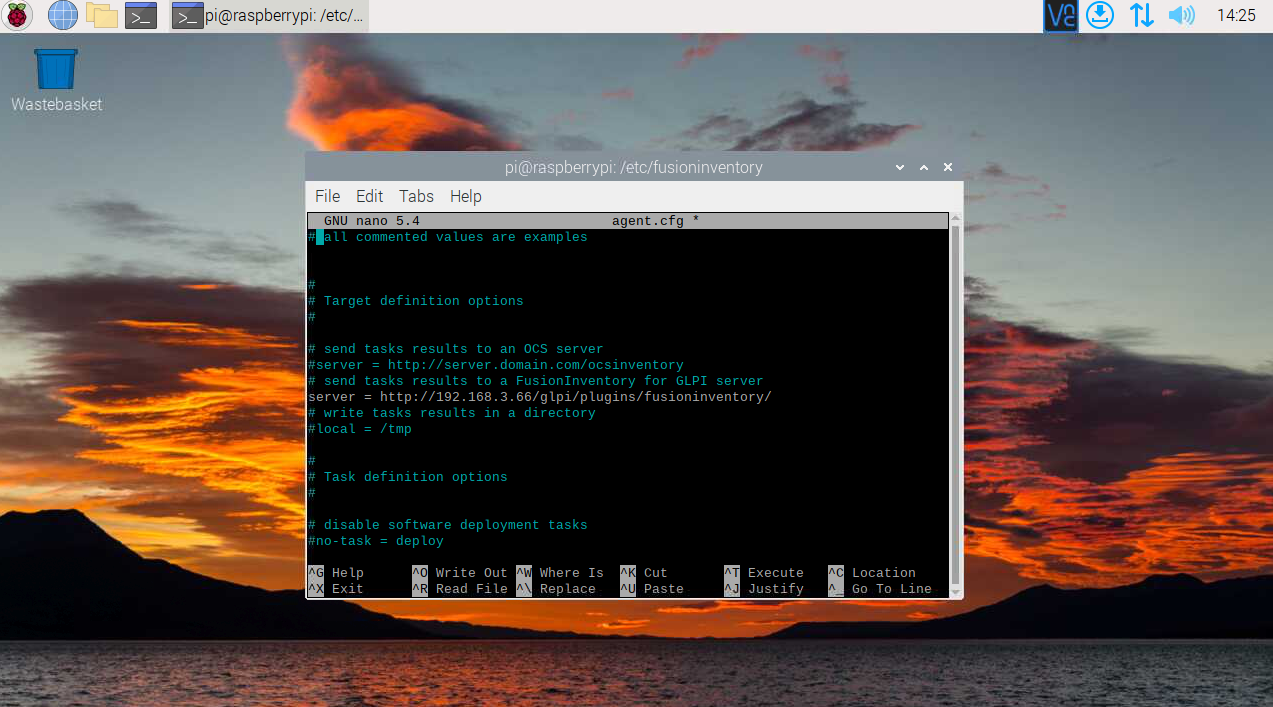 pi@raspberrypi: /etc/…
14:25
Wastebasket
pi@raspberrypi: /etc/fusioninventory
File Edit Tabs Help
GNU nano 5.4 agent.cfg *
# all commented values are examples
#
# Target definition options
#
# send tasks results to an OCS server
#server = http://server.domain.com/ocsinventory
# send tasks results to a FusionInventory for GLPI server
server = http://192.168.3.66/glpi/plugins/fusioninventory/
# write tasks results in a directory
#local = /tmp
#
# Task definition options
#
# disable software deployment tasks
#no-task = deploy
^G Help ^O Write Out ^W Where Is ^K Cut ^T Execute ^C Location
^X Exit ^R Read File ^\ Replace ^U Paste ^J Justify ^_ Go To Line